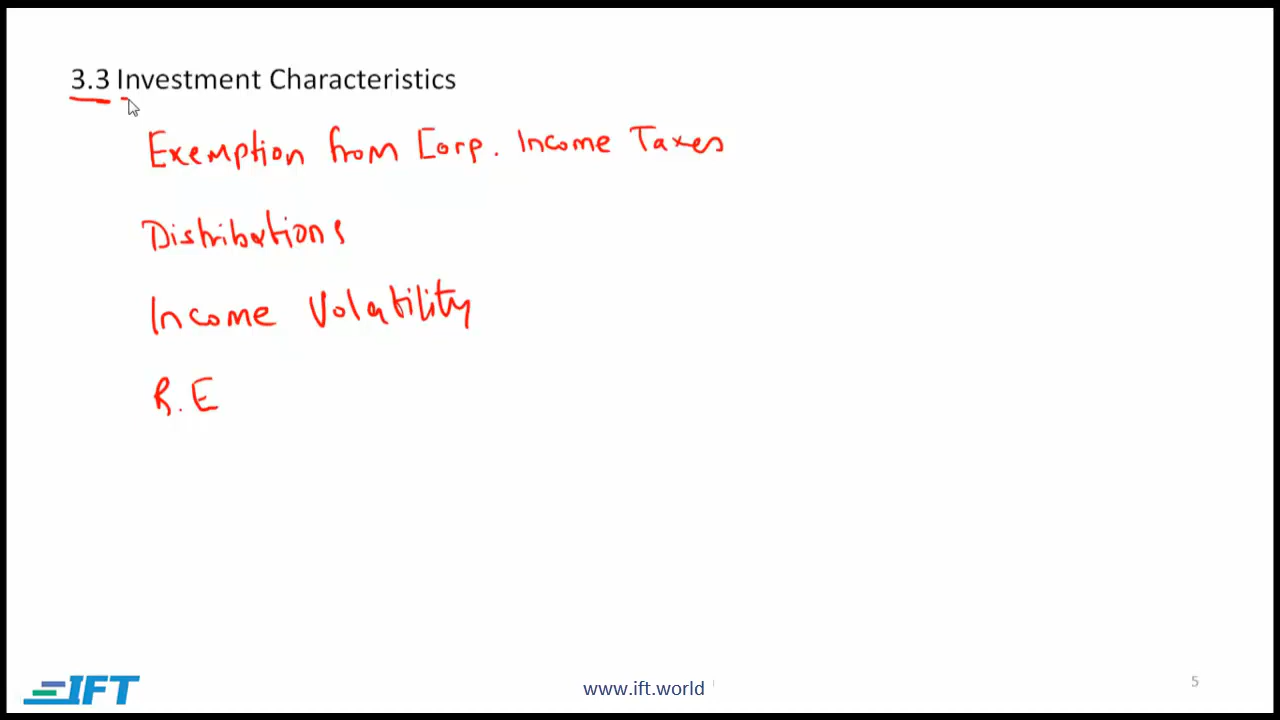 3.3 Investment Characteristics
Exemption from Corp. Income Taxes
Distributions
Income Volatility
R.E
IFT
www.ift.world
5